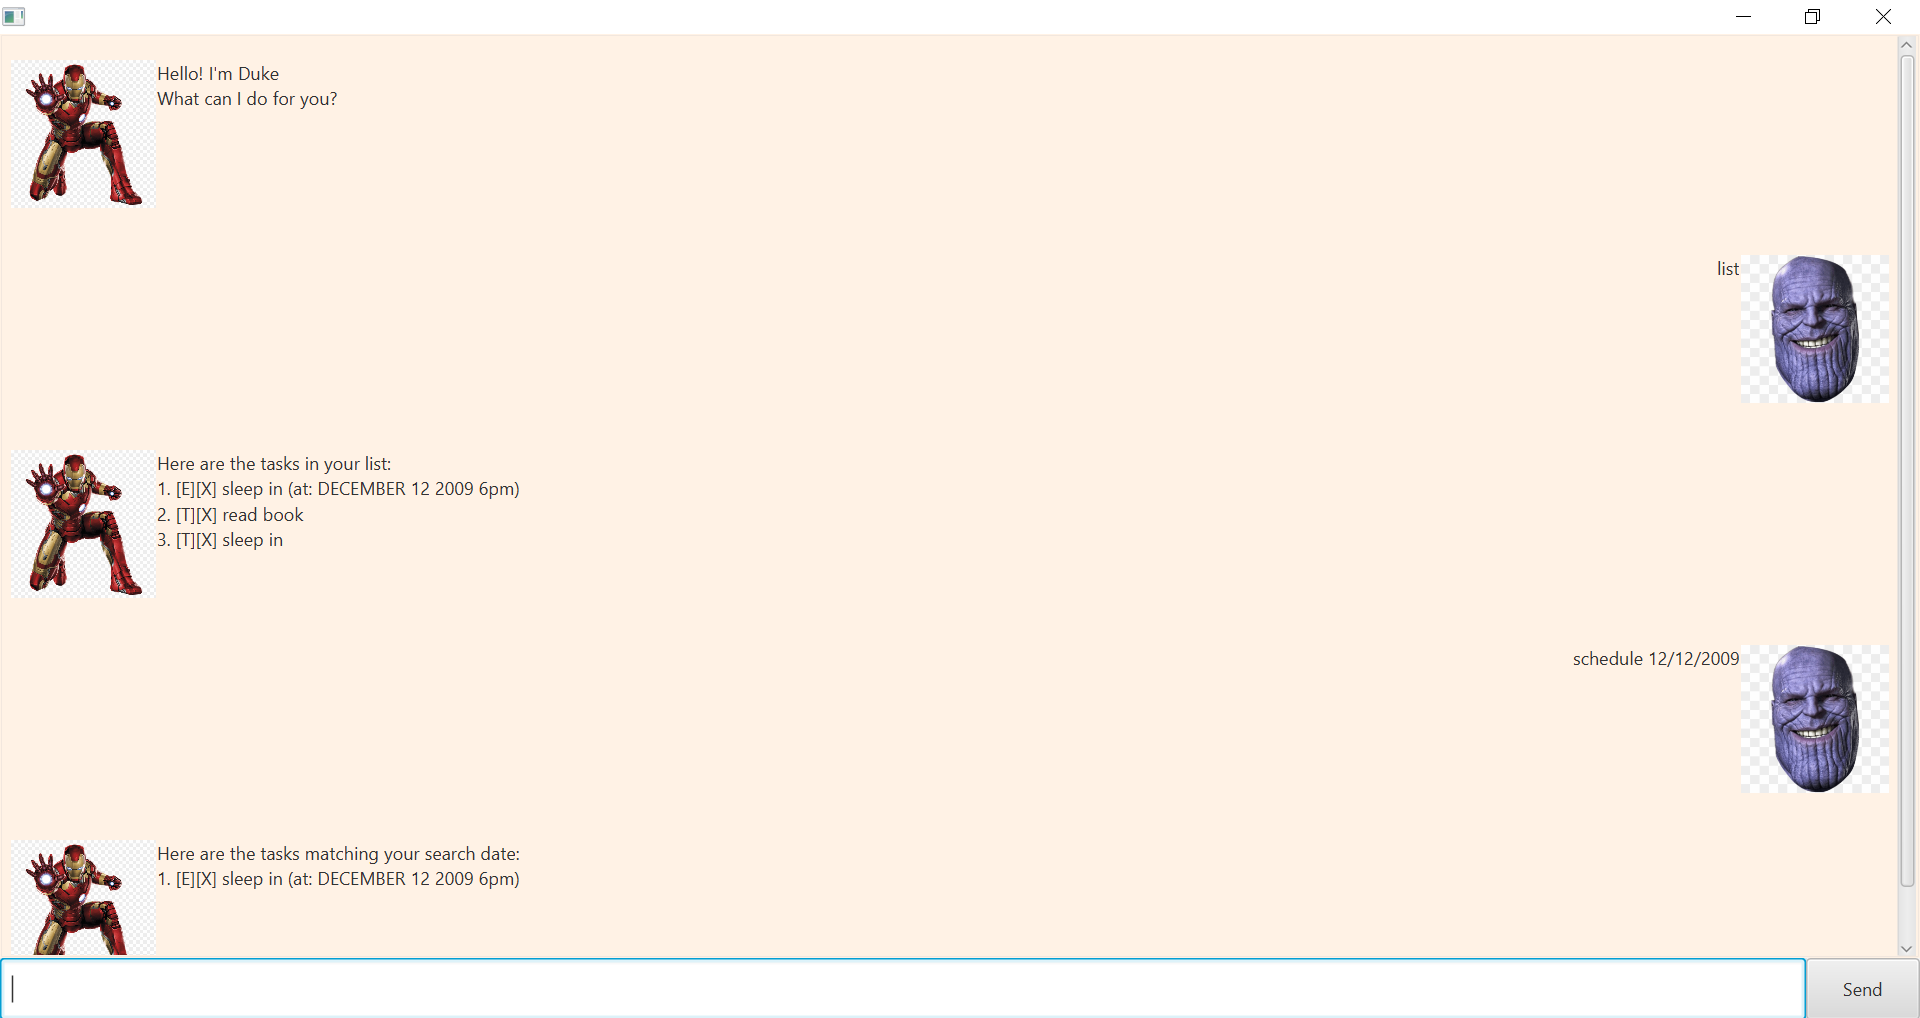 Hello! I'm Duke
What can I do for you?
list
Here are the tasks in your list:
1. [E][X] sleep in (at: DECEMBER 12 2009 6pm)
2. [T][X] read book
3. [T][X] sleep in
schedule 12/12/2009
Here are the tasks matching your search date:
1. [E][X] sleep in (at: DECEMBER 12 2009 6pm)
Send